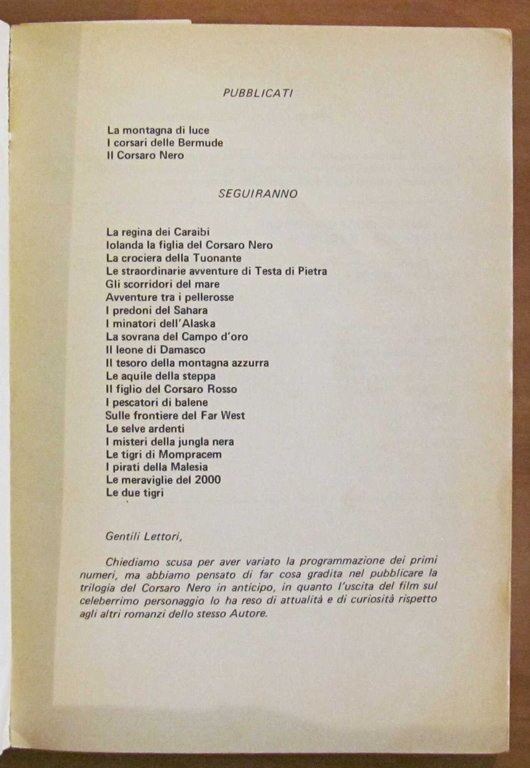 PUBBLICATI
La montagna di luce
I corsari delle Bermude
Il Corsaro Nero
SEGUIRANNO
La regina dei Caraibi
Iolanda la figlia del Corsaro Nero
La crociera della Tuonante
Le straordinarie avventure di Testa di Pietra
Gli scorridori del mare
Avventure tra i pellerosse
I predoni del Sahara
I minatori dell'Alaska
La sovrana del Campo d'oro
Il leone di Damasco
Il tesoro della montagna azzurra
Le aquile della steppa
Il figlio del Corsaro Rosso
I pescatori di balene
Sulle frontiere del Far West
Le selve ardenti
I misteri della jungla nera
Le tigri di Mompracem
I pirati della Malesia
Le meraviglie del 2000
Le due tigri
Gentili Lettori,
Chiediamo scusa per aver variato la programmazione dei primi
numeri, ma abbiamo pensato di far cosa gradita nel pubblicare la
trilogia del Corsaro Nero in anticipo, in quanto l'uscita del film sul
celeberrimo personaggio lo ha reso di attualità e di curiosità rispetto
agli altri romanzi dello stesso Autore.